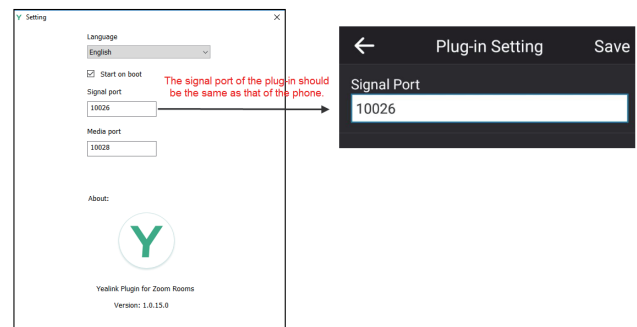 Y Setting
Language
English
Start on boot
Signal port
10026
Media port
10028
About:
Y
Yealink Plugin for Zoom Rooms
Version: 1.0.15.0
The signal port of the plug-in should
be the same as that of the phone.
Plug-in Setting Save
Signal Port
10026